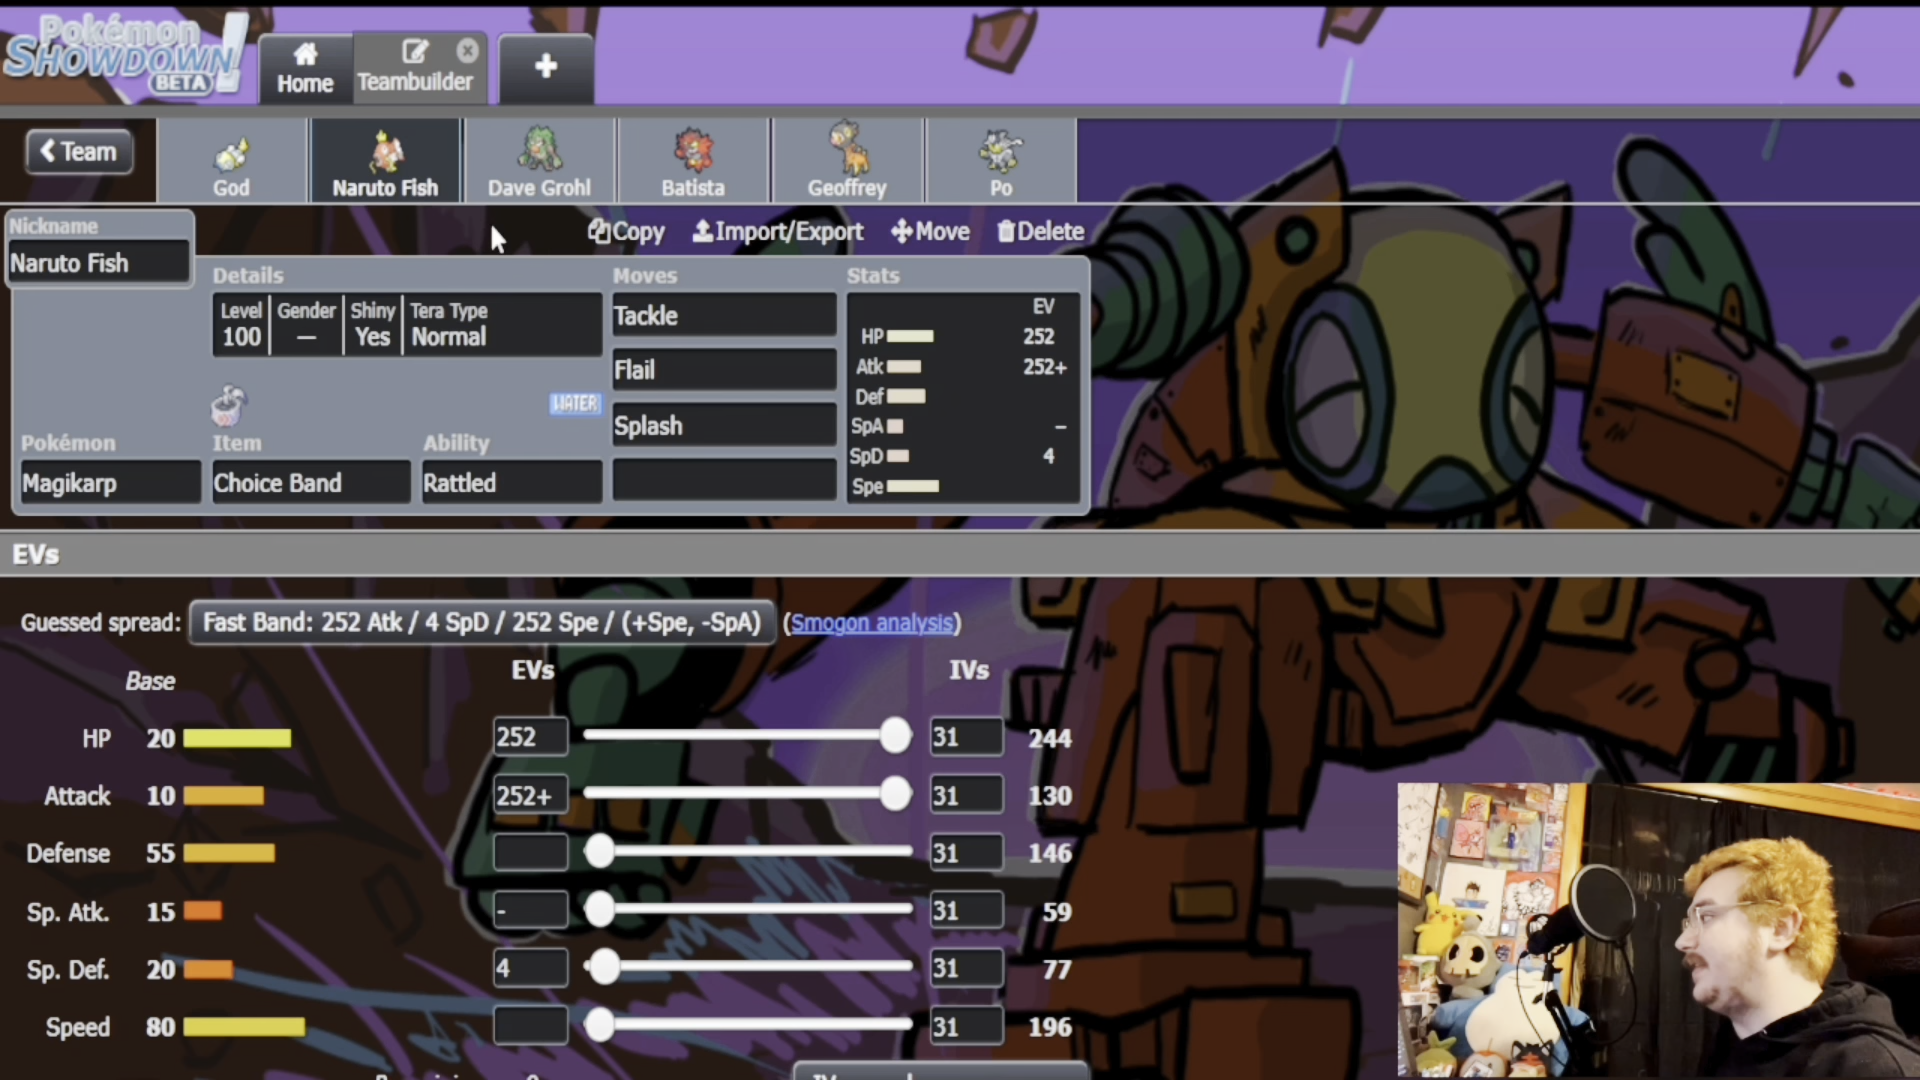 Pokémon
SHOWDOWN!
BETA
Home
Teambuilder
Team
God
Naruto Fish
Dave Grohl
Batista
Geoffrey
Po
Nickname
Naruto Fish
Copy
Import/Export
Move
Delete
Details
Level
100
Gender
—
Shiny
Yes
Tera Type
Normal
WATER
Pokémon
Magikarp
Item
Choice Band
Ability
Rattled
Moves
Tackle
Flail
Splash
Stats
EV
HP 252
Atk 252+
Def
SpA –
SpD 4
Spe
EVs
Guessed spread: Fast Band: 252 Atk / 4 SpD / 252 Spe / (+Spe, -SpA) (Smogon analysis)
Base EVs IVs
HP 20 252 31 244
Attack 10 252+ 31 130
Defense 55 31 146
Sp. Atk. 15 - 31 59
Sp. Def. 20 4 31 77
Speed 80 31 196